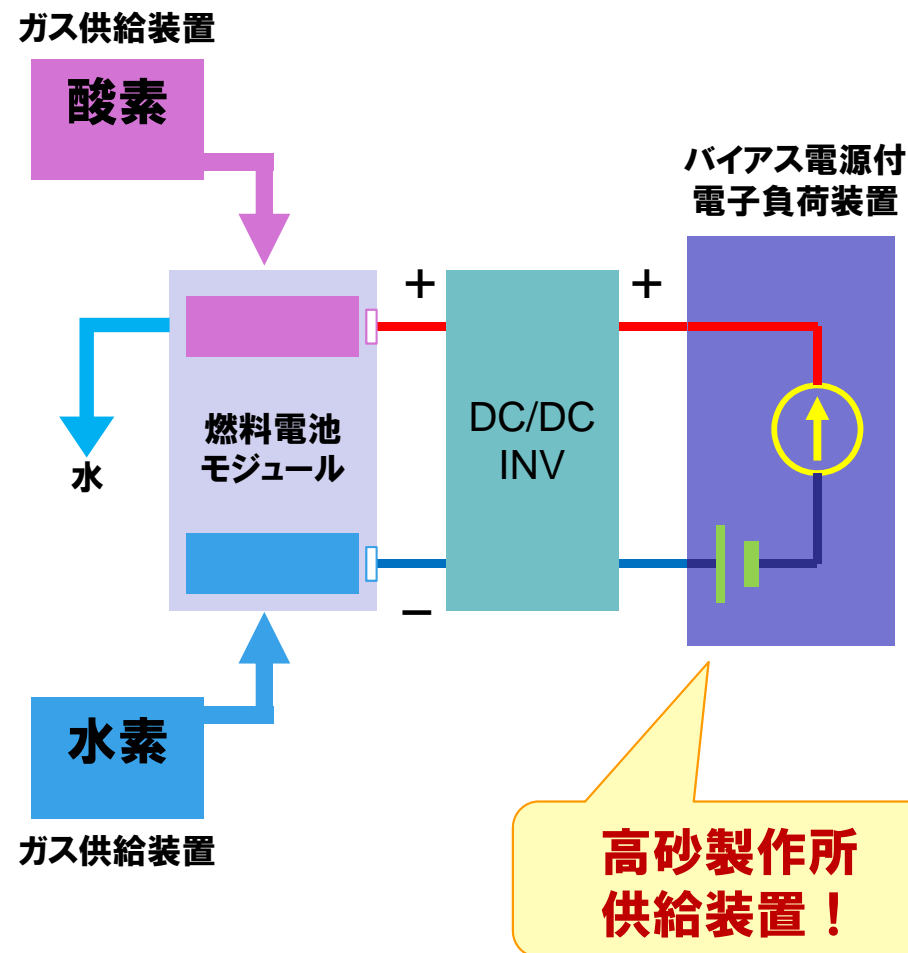 ガス供給装置
酸素
バイアス電源付
電子負荷装置
+
+
燃料電池
モジュール
DC/DC
INV
水
−
水素
ガス供給装置
高砂製作所
供給装置！